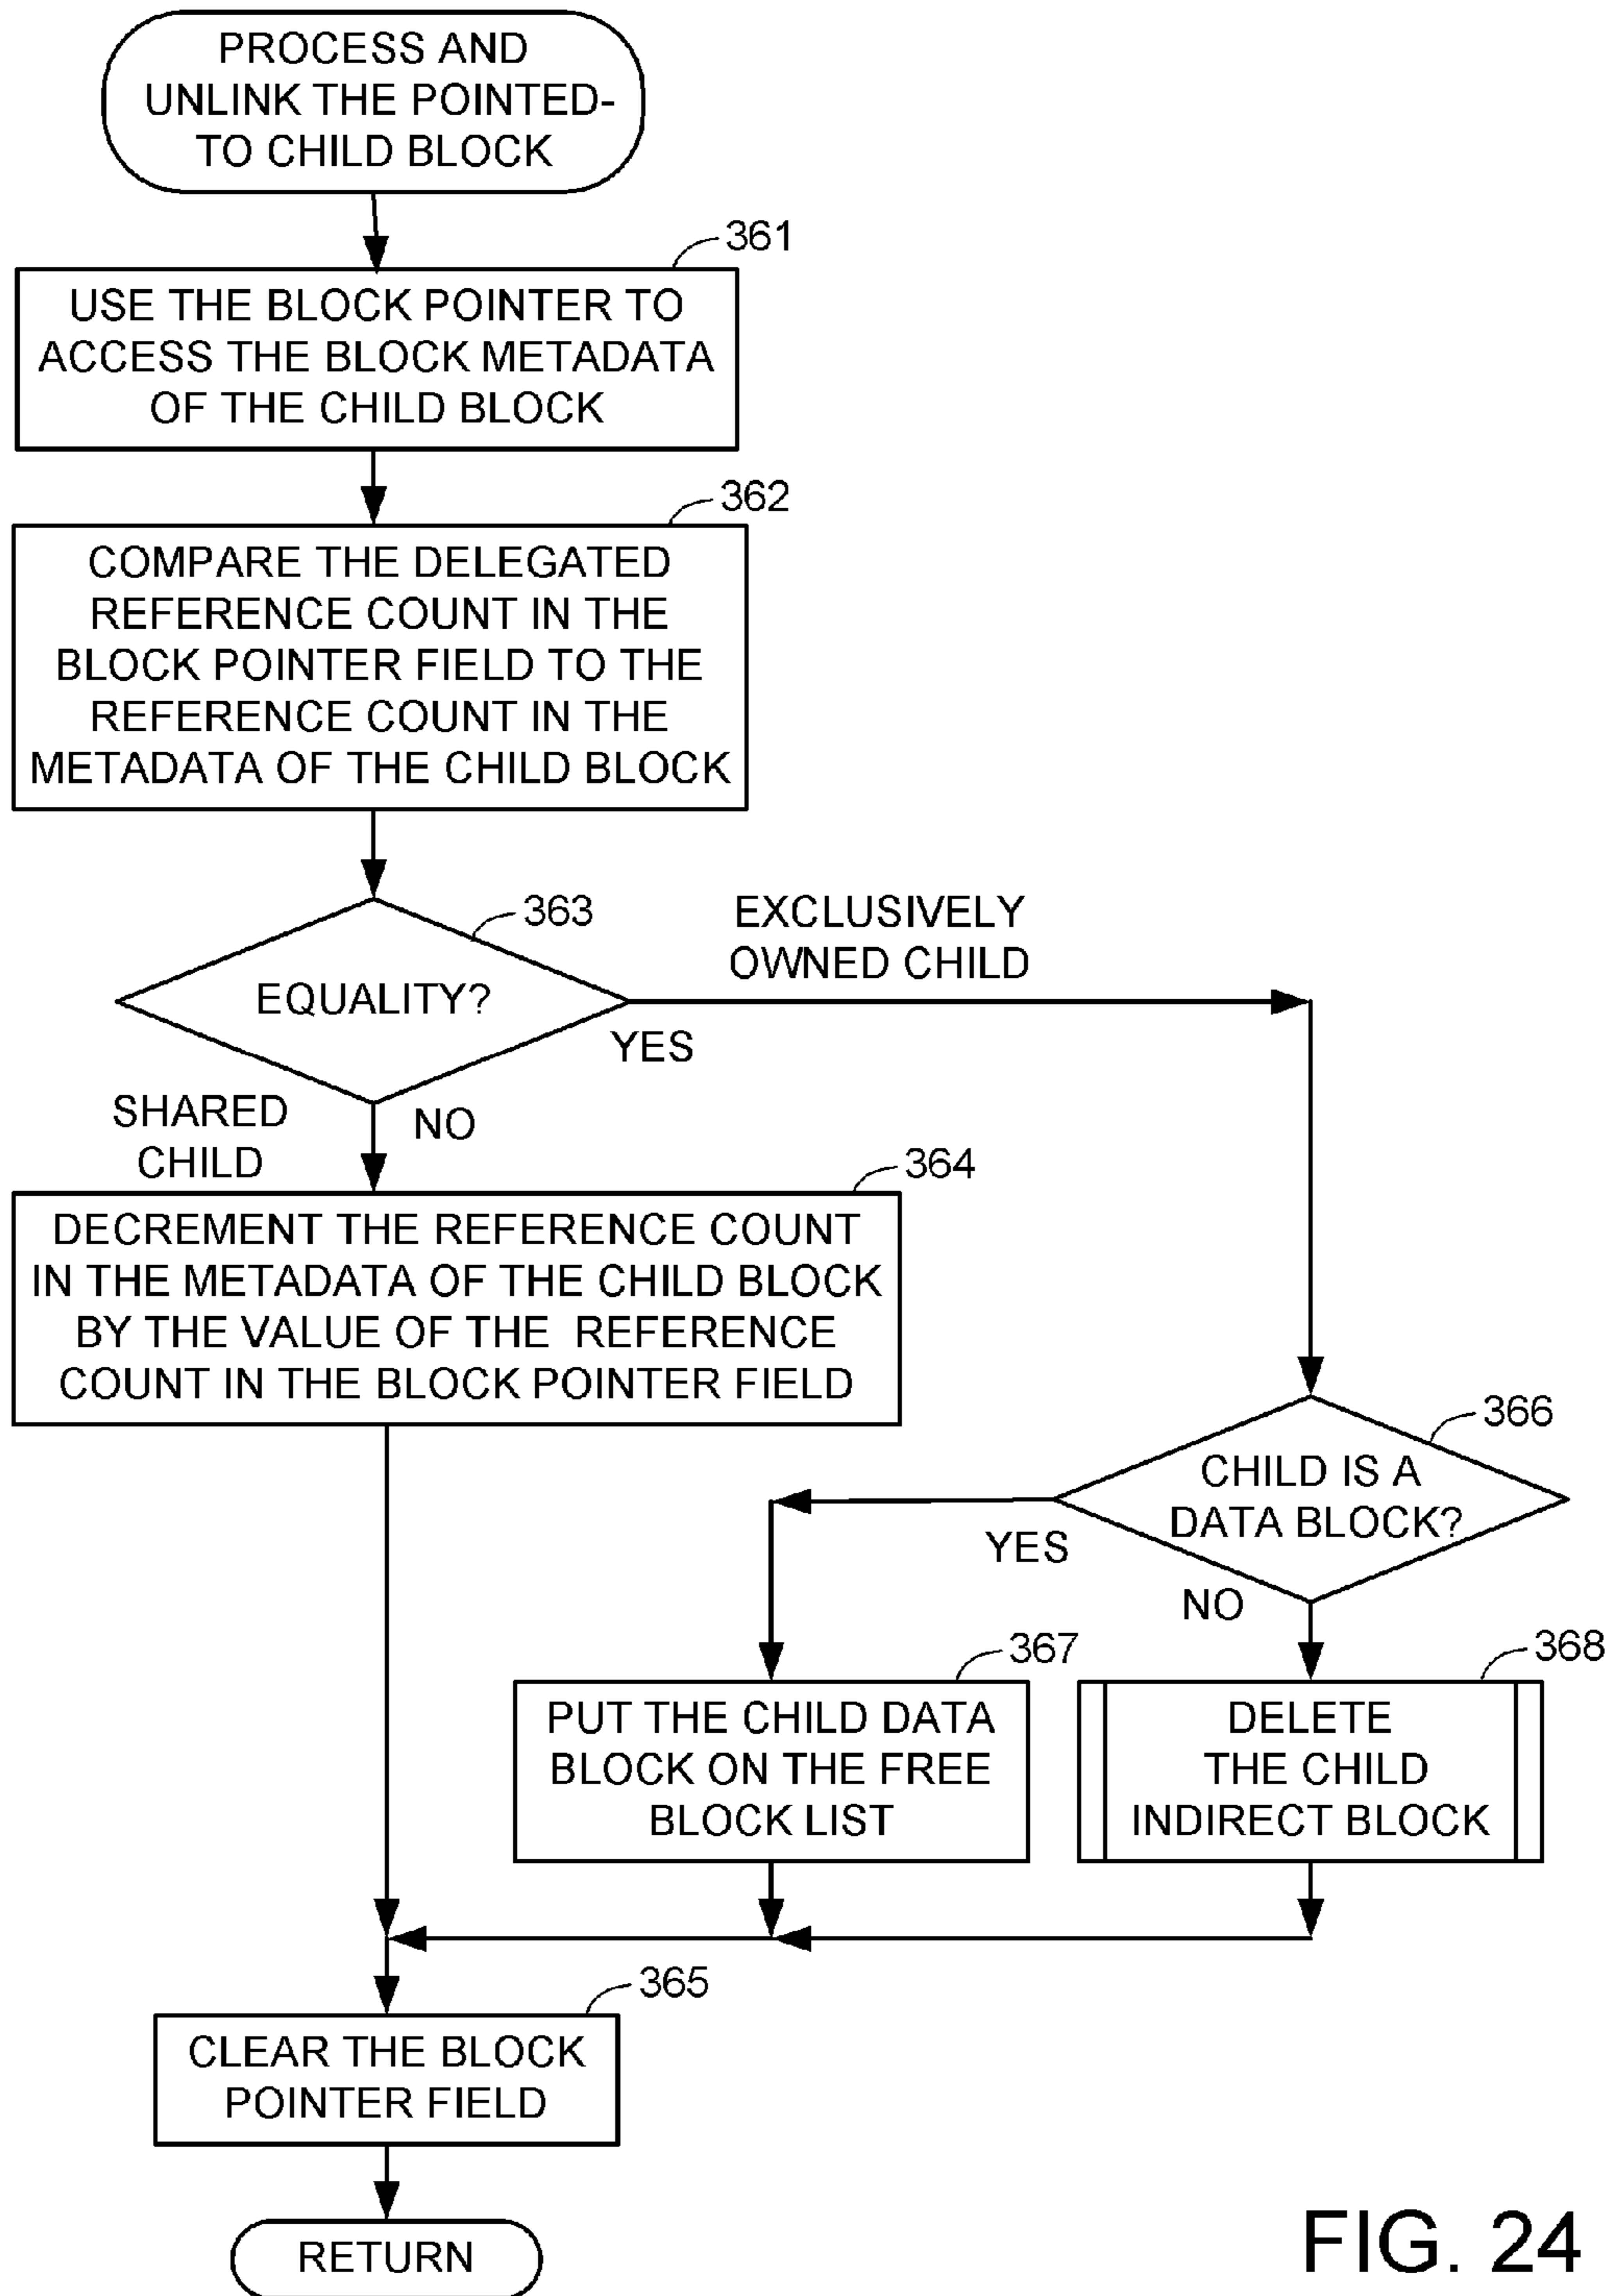 PROCESS AND
UNLINK THE POINTED-
TO CHILD BLOCK
361
USE THE BLOCK POINTER TO
ACCESS THE BLOCK METADATA
OF THE CHILD BLOCK
362
COMPARE THE DELEGATED
REFERENCE COUNT IN THE
BLOCK POINTER FIELD TO THE
REFERENCE COUNT IN THE
METADATA OF THE CHILD BLOCK
363
EQUALITY?
EXCLUSIVELY
OWNED CHILD
YES
SHARED
CHILD
NO
364
DECREMENT THE REFERENCE COUNT
IN THE METADATA OF THE CHILD BLOCK
BY THE VALUE OF THE REFERENCE
COUNT IN THE BLOCK POINTER FIELD
366
CHILD IS A
DATA BLOCK?
YES
NO
367
PUT THE CHILD DATA
BLOCK ON THE FREE
BLOCK LIST
368
DELETE
THE CHILD
INDIRECT BLOCK
365
CLEAR THE BLOCK
POINTER FIELD
RETURN
FIG. 24